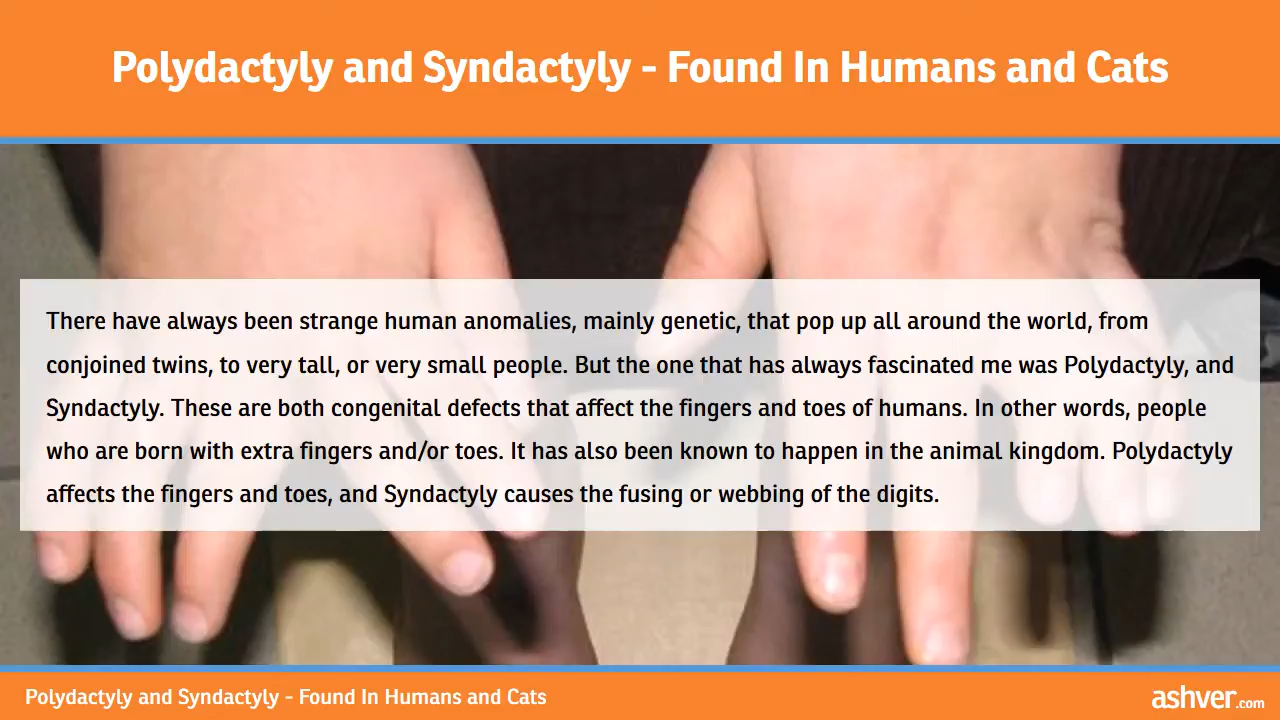 Polydactyly and Syndactyly - Found In Humans and Cats
There have always been strange human anomalies, mainly genetic, that pop up all around the world, from
conjoined twins, to very tall, or very small people. But the one that has always fascinated me was Polydactyly, and
Syndactyly. These are both congenital defects that affect the fingers and toes of humans. In other words, people
who are born with extra fingers and/or toes. It has also been known to happen in the animal kingdom. Polydactyly
affects the fingers and toes, and Syndactyly causes the fusing or webbing of the digits.
Polydactyly and Syndactyly - Found In Humans and Cats
ashver.com